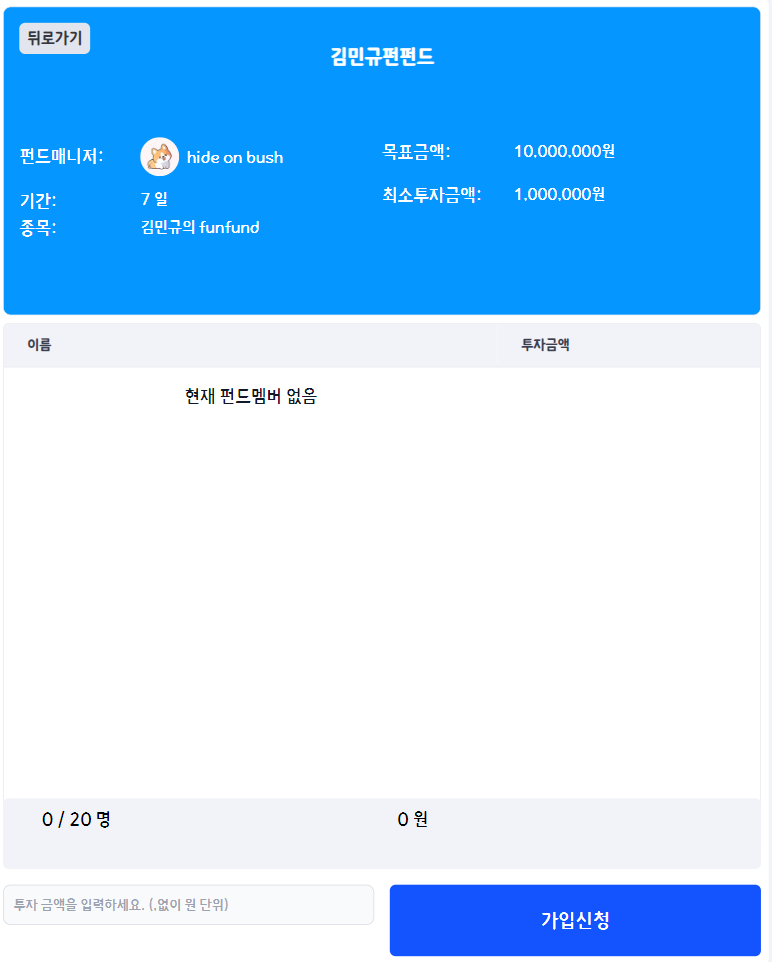 뒤로가기
김민규펀펀드
펀드매니저: hide on bush
목표금액: 10,000,000원
기간: 7 일
최소투자금액: 1,000,000원
종목: 김민규의 funfund
이름 투자금액
현재 펀드멤버 없음
0 / 20 명 0 원
투자 금액을 입력하세요. (,없이 원 단위)
가입신청